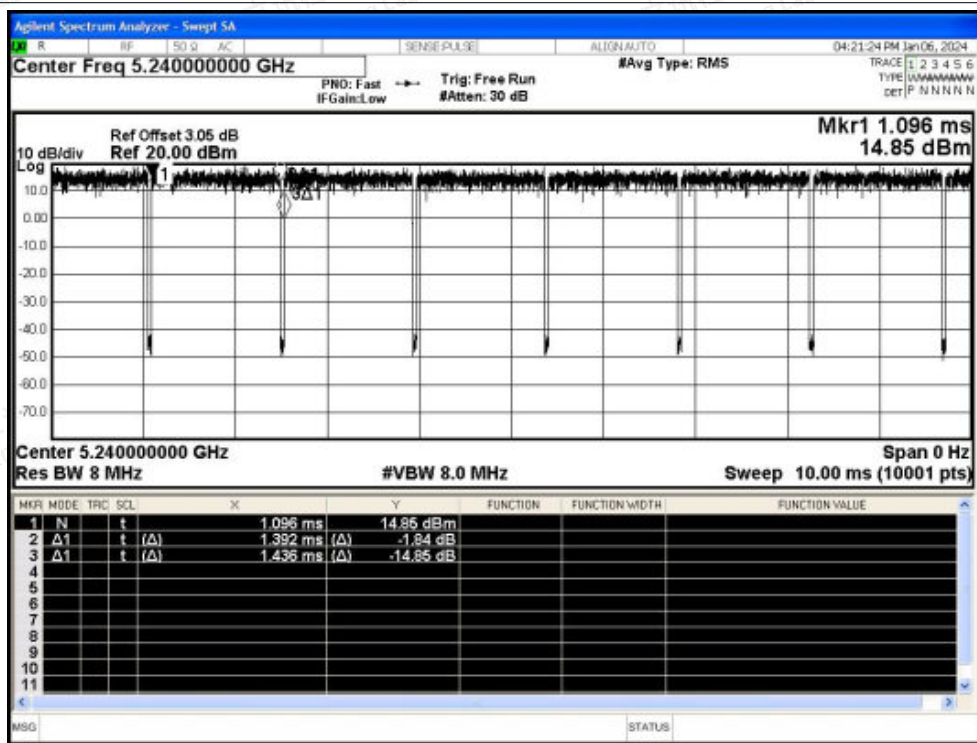 Agilent Spectrum Analyzer - Swept SA
R RF 50 Ω AC SENSE:PULSE ALIGN AUTO 04:21:24 PM Jan 06, 2024
Center Freq 5.240000000 GHz #Avg Type: RMS TRACE 1 2 3 4 5 6
PNO: Fast Trig: Free Run TYPE
IFGain:Low #Atten: 30 dB DET P N N N N N
Mkr1 1.096 ms
Ref Offset 3.05 dB
10 dB/div Ref 20.00 dBm 14.85 dBm
Log
1
3Δ1
10.0
0.00
-10.0
-20.0
-30.0
-40.0
-50.0
-60.0
-70.0
Center 5.240000000 GHz Span 0 Hz
Res BW 8 MHz #VBW 8.0 MHz Sweep 10.00 ms (10001 pts)
MKR MODE TRC SCL X Y FUNCTION FUNCTION WIDTH FUNCTION VALUE
1 N t 1.096 ms 14.85 dBm
2 Δ1 t (Δ) 1.392 ms (Δ) -1.84 dB
3 Δ1 t (Δ) 1.436 ms (Δ) -14.85 dB
4
5
6
7
8
9
10
11
MSG STATUS